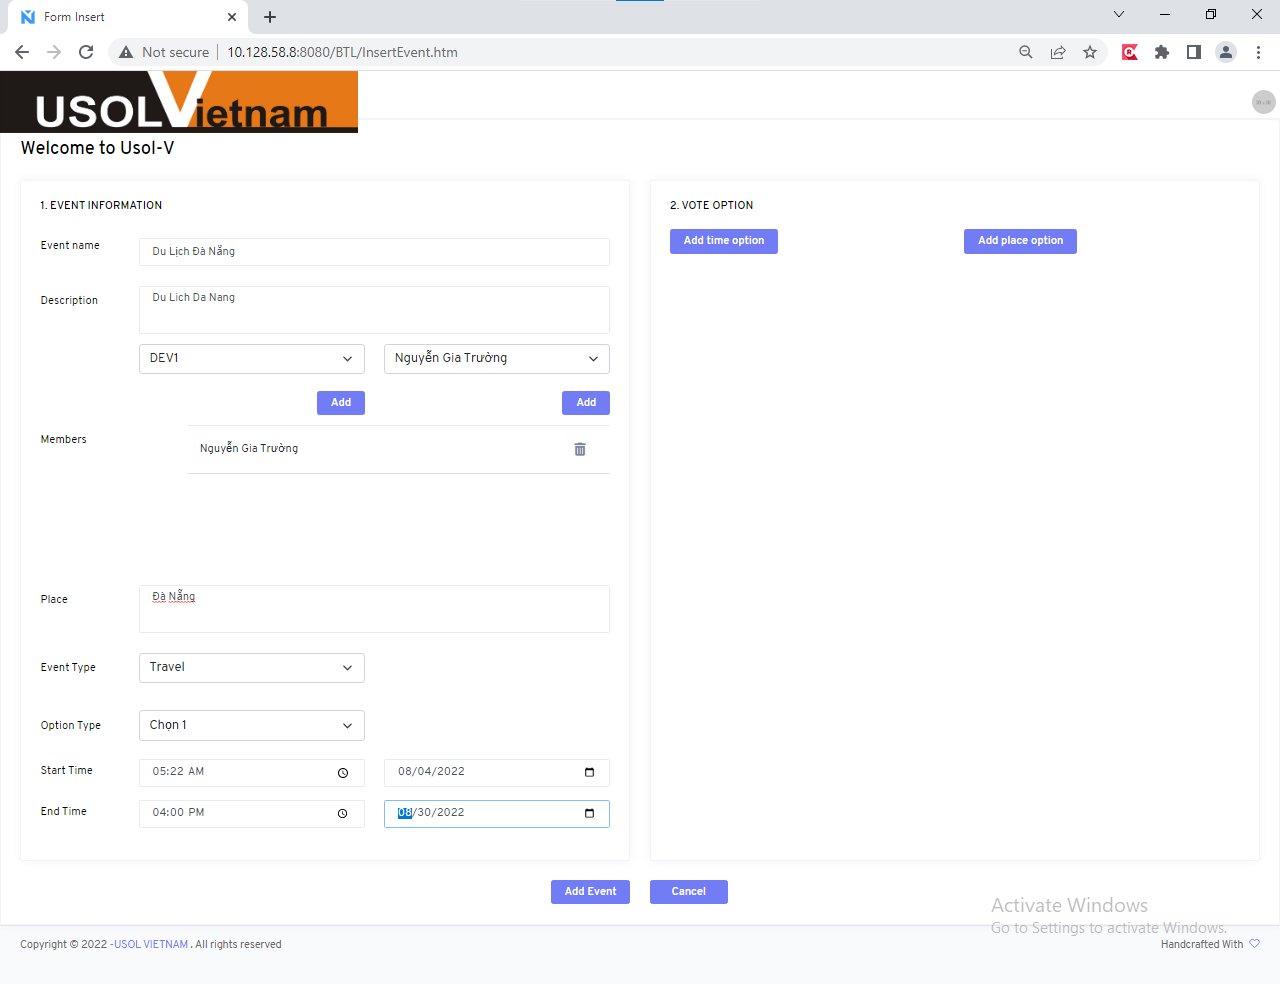 Form Insert
Not secure
10.128.58.8:8080/BTL/InsertEvent.htm
USOLVietnam
Welcome to Usol-V
1. EVENT INFORMATION
Event name
Du Lịch Đà Nẵng
Description
Du Lich Da Nang
DEV1
Nguyễn Gia Trường
Add
Add
Members
Nguyễn Gia Trường
Place
Đà Nẵng
Event Type
Travel
Option Type
Chọn 1
Start Time
05:22 AM
08/04/2022
End Time
04:00 PM
08/30/2022
2. VOTE OPTION
Add time option
Add place option
Add Event
Cancel
Activate Windows
Go to Settings to activate Windows.
Copyright © 2022 -USOL VIETNAM . All rights reserved
Handcrafted With